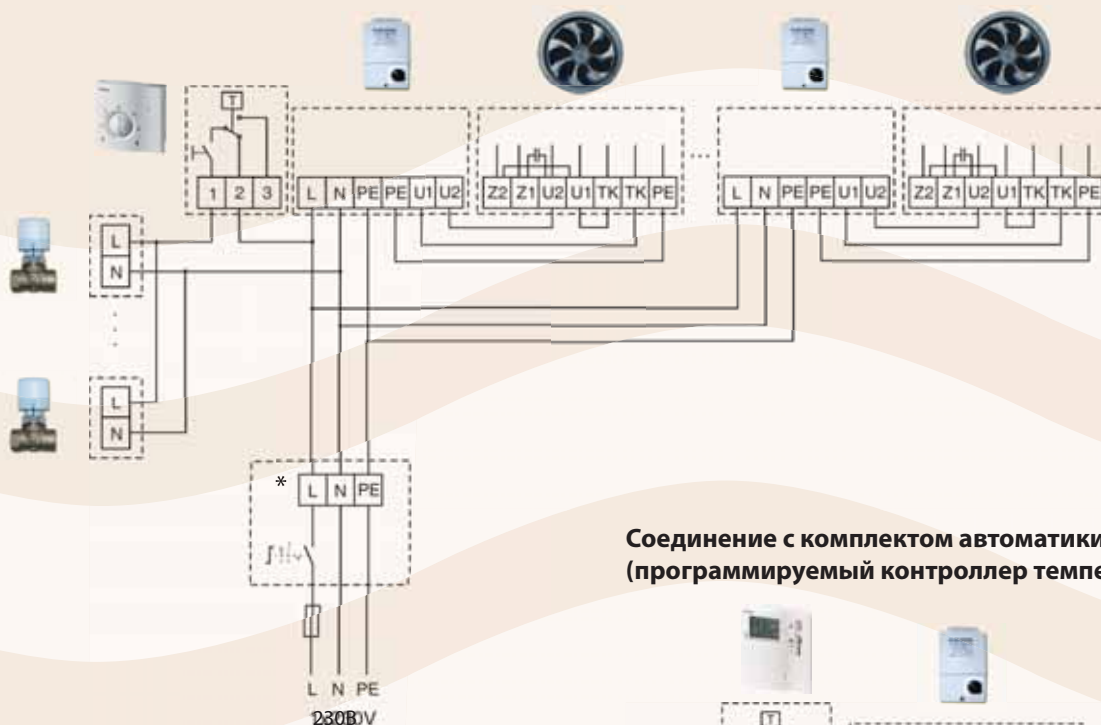 T
1 2 3
L N PE PE U1 U2
Z2 Z1 U2 U1 TK TK PE
...
L N PE PE U1 U2
Z2 Z1 U2 U1 TK TK PE
L
N
L
N
* L N PE
L N PE
230В
Соединение с комплектом автоматики
(программируемый контроллер темпе
T